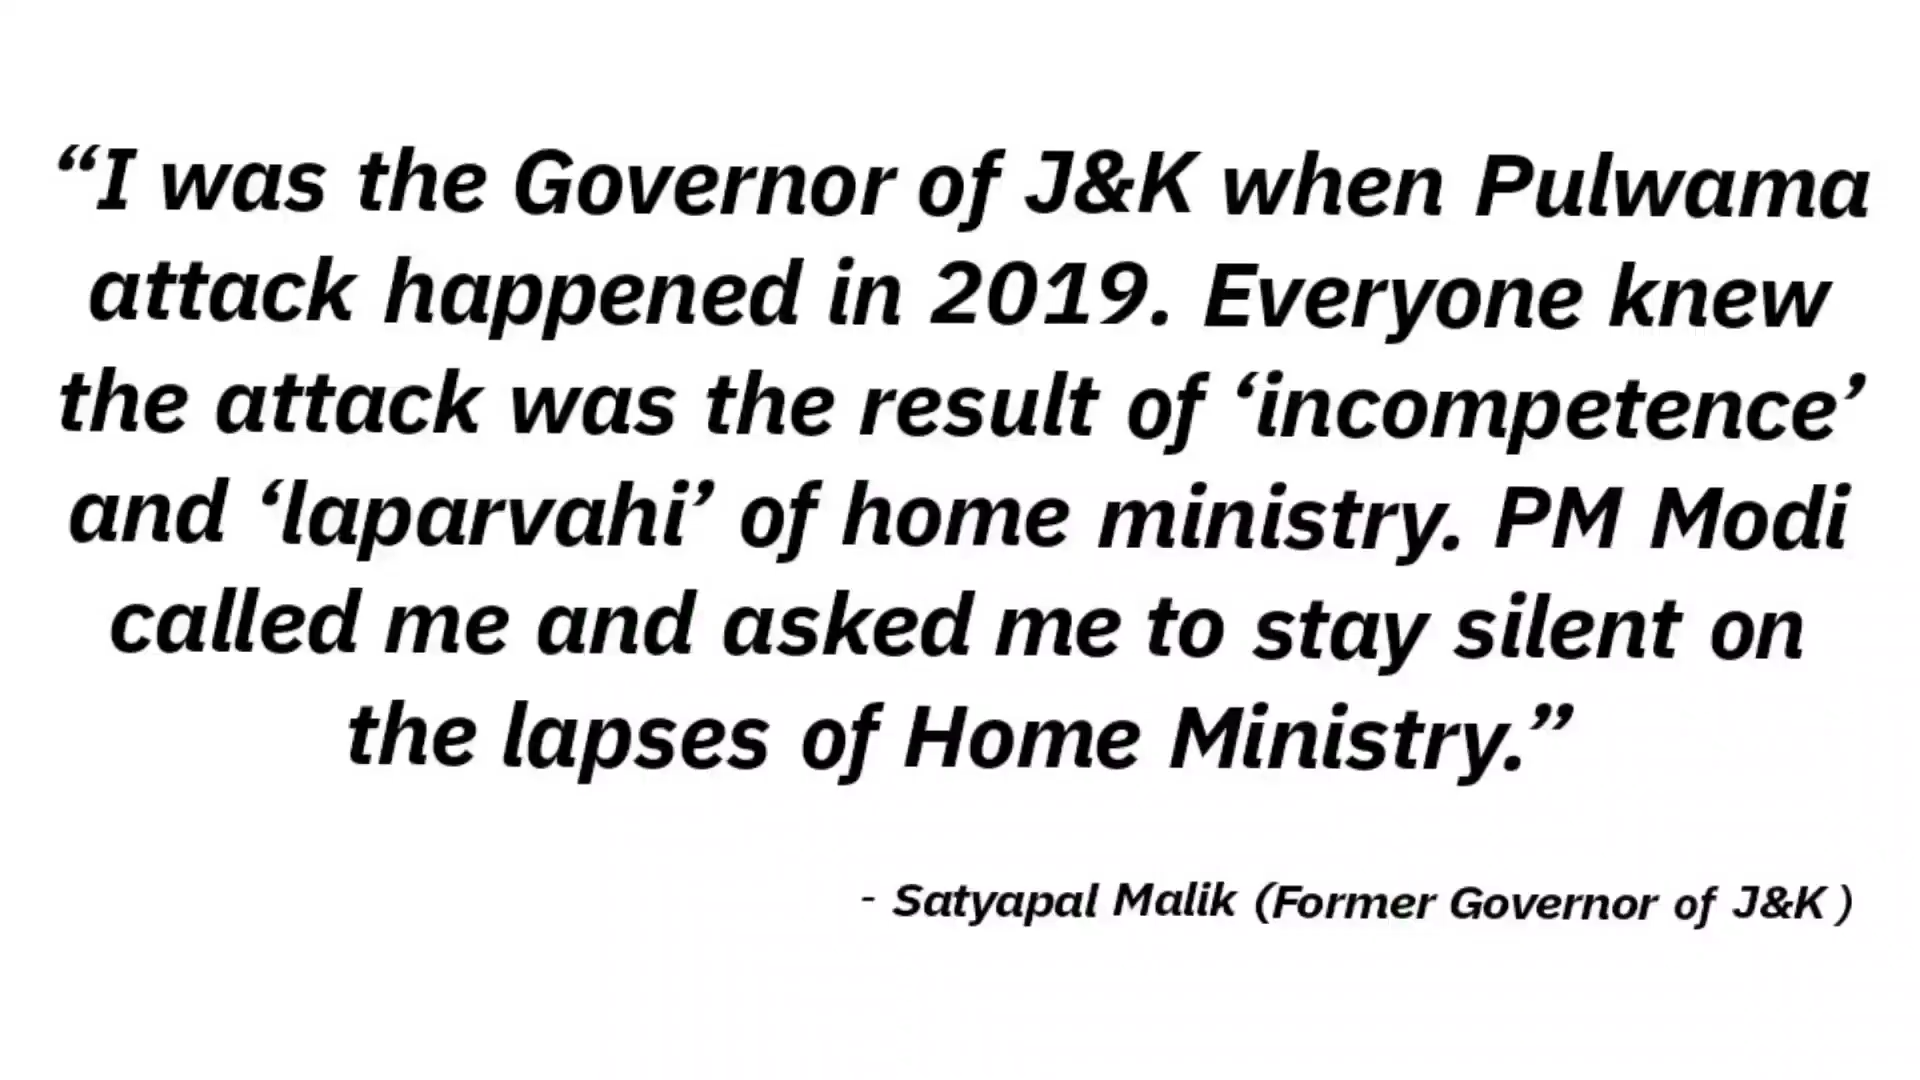 “I was the Governor of J&K when Pulwama
attack happened in 2019. Everyone knew
the attack was the result of ‘incompetence’
and ‘laparvahi’ of home ministry. PM Modi
called me and asked me to stay silent on
the lapses of Home Ministry.”
- Satyapal Malik (Former Governor of J&K )